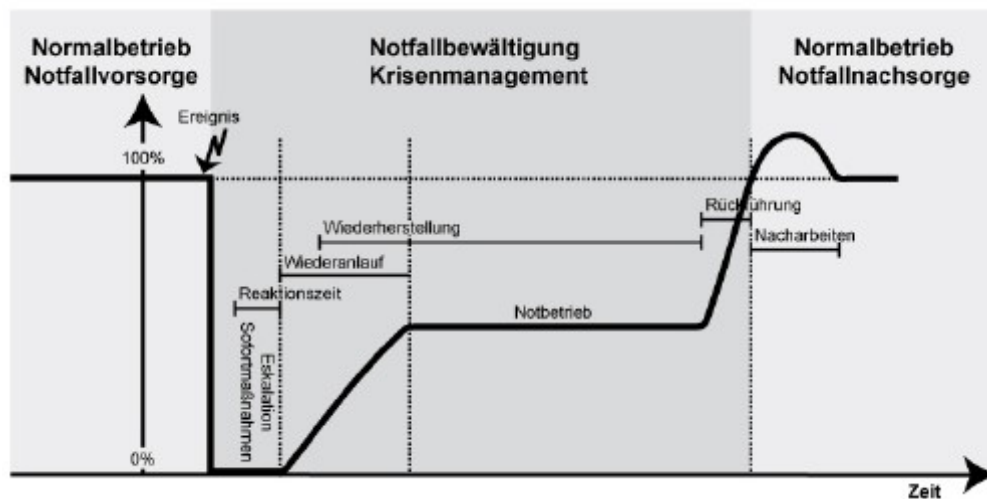 Normalbetrieb
Notfallvorsorge
Notfallbewältigung
Krisenmanagement
Normalbetrieb
Notfallnachsorge
Ereignis
100%
Rückführung
Wiederherstellung
Nacharbeiten
Wiederanlauf
Reaktionszeit
Notbetrieb
Eskalation
Sofortmaßnahmen
0%
Zeit